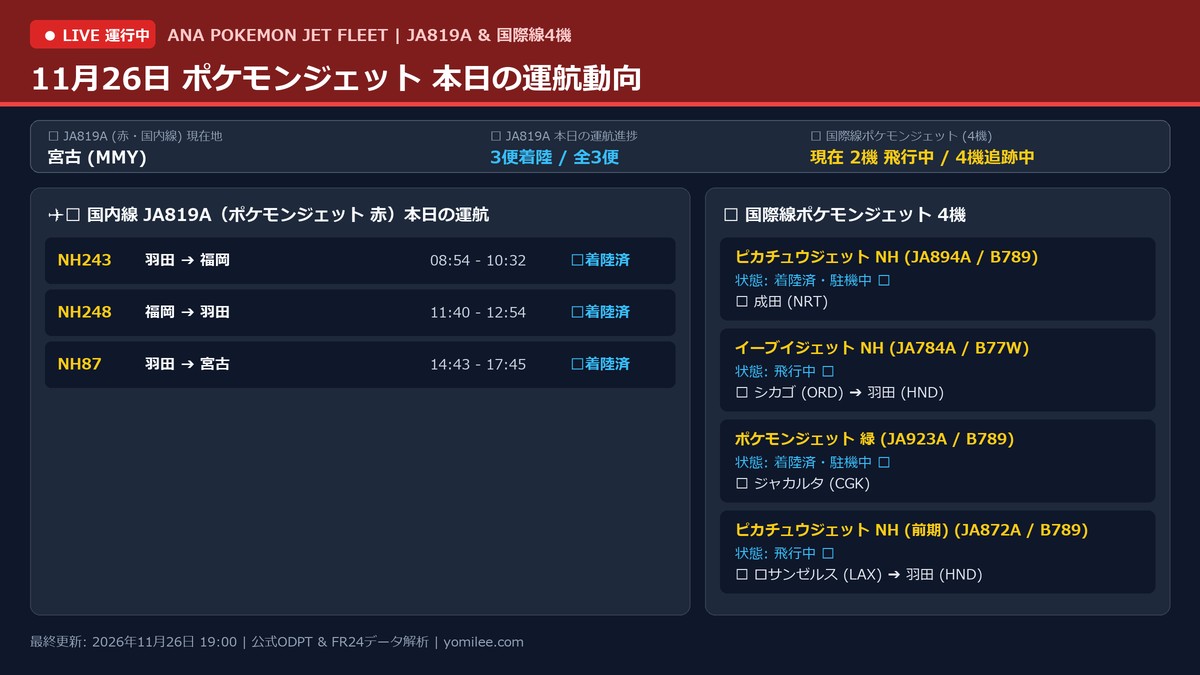 ● LIVE 運行中 ANA POKEMON JET FLEET | JA819A & 国際線4機
11月26日 ポケモンジェット 本日の運航動向
□ JA819A (赤・国内線) 現在地
宮古 (MMY)
□ JA819A 本日の運航進捗
3便着陸 / 全3便
□ 国際線ポケモンジェット (4機)
現在 2機 飛行中 / 4機追跡中
✈□ 国内線 JA819A（ポケモンジェット 赤）本日の運航
NH243 羽田 → 福岡 08:54 - 10:32 □着陸済
NH248 福岡 → 羽田 11:40 - 12:54 □着陸済
NH87 羽田 → 宮古 14:43 - 17:45 □着陸済
□ 国際線ポケモンジェット 4機
ピカチュウジェット NH (JA894A / B789)
状態: 着陸済・駐機中 □
□ 成田 (NRT)
イーブイジェット NH (JA784A / B77W)
状態: 飛行中 □
□ シカゴ (ORD) → 羽田 (HND)
ポケモンジェット 緑 (JA923A / B789)
状態: 着陸済・駐機中 □
□ ジャカルタ (CGK)
ピカチュウジェット NH (前期) (JA872A / B789)
状態: 飛行中 □
□ ロサンゼルス (LAX) → 羽田 (HND)
最終更新: 2026年11月26日 19:00 | 公式ODPT & FR24データ解析 | yomilee.com